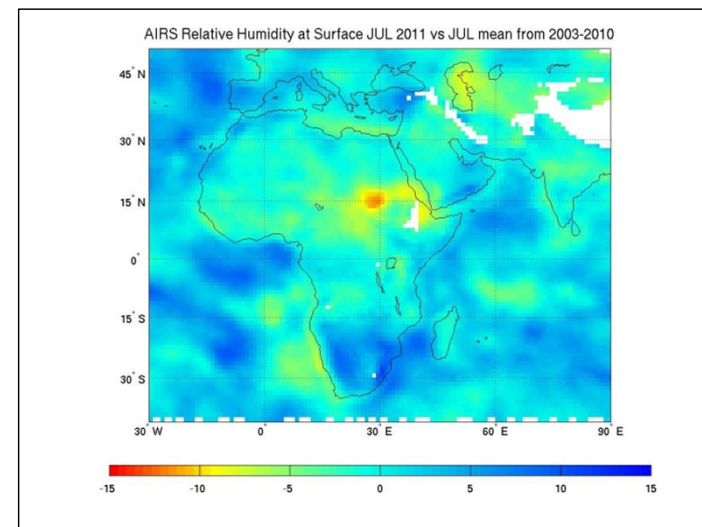 AIRS Relative Humidity at Surface JUL 2011 vs JUL mean from 2003-2010
45° N
30° N
15° N
0°
15° S
30° S
30° W
0°
30° E
60° E
90° E
-15
-10
-5
0
5
10
15